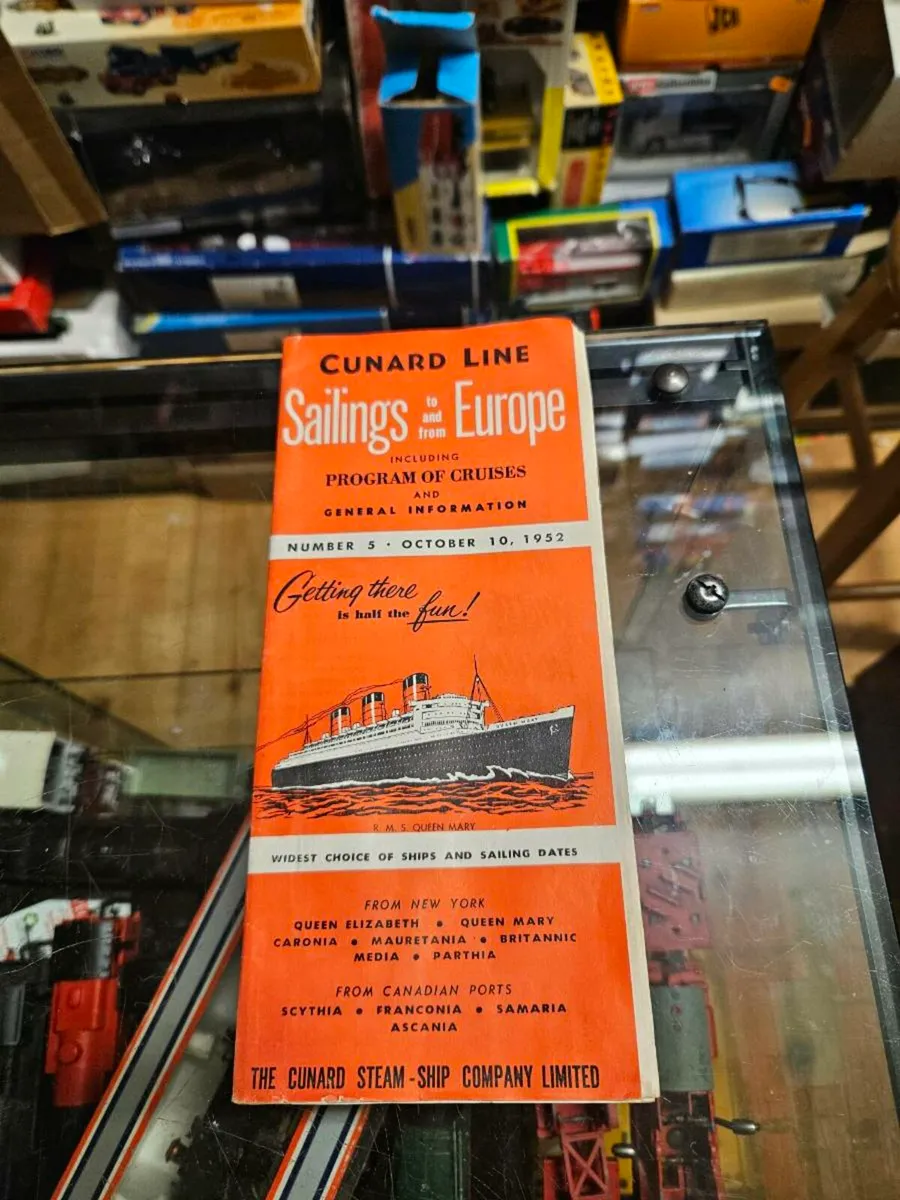 JCB
CUNARD LINE
Sailings to and from Europe
INCLUDING
PROGRAM OF CRUISES
AND
GENERAL INFORMATION
NUMBER 5 · OCTOBER 10, 1952
Getting there
is half the fun!
QUEEN MARY
R. M. S. QUEEN MARY
WIDEST CHOICE OF SHIPS AND SAILING DATES
FROM NEW YORK
QUEEN ELIZABETH • QUEEN MARY
CARONIA • MAURETANIA • BRITANNIC
MEDIA • PARTHIA
FROM CANADIAN PORTS
SCYTHIA • FRANCONIA • SAMARIA
ASCANIA
THE CUNARD STEAM-SHIP COMPANY LIMITED